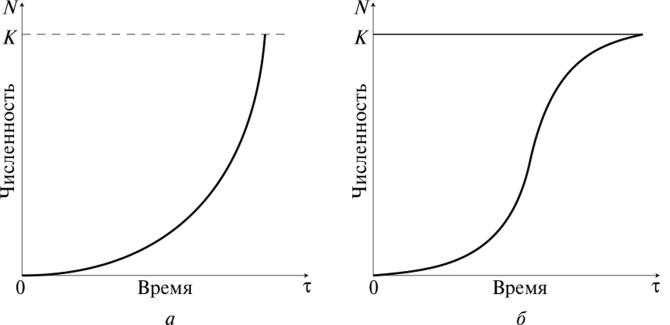 N
K
Численность
0
Время
τ
а
N
K
Численность
0
Время
τ
б